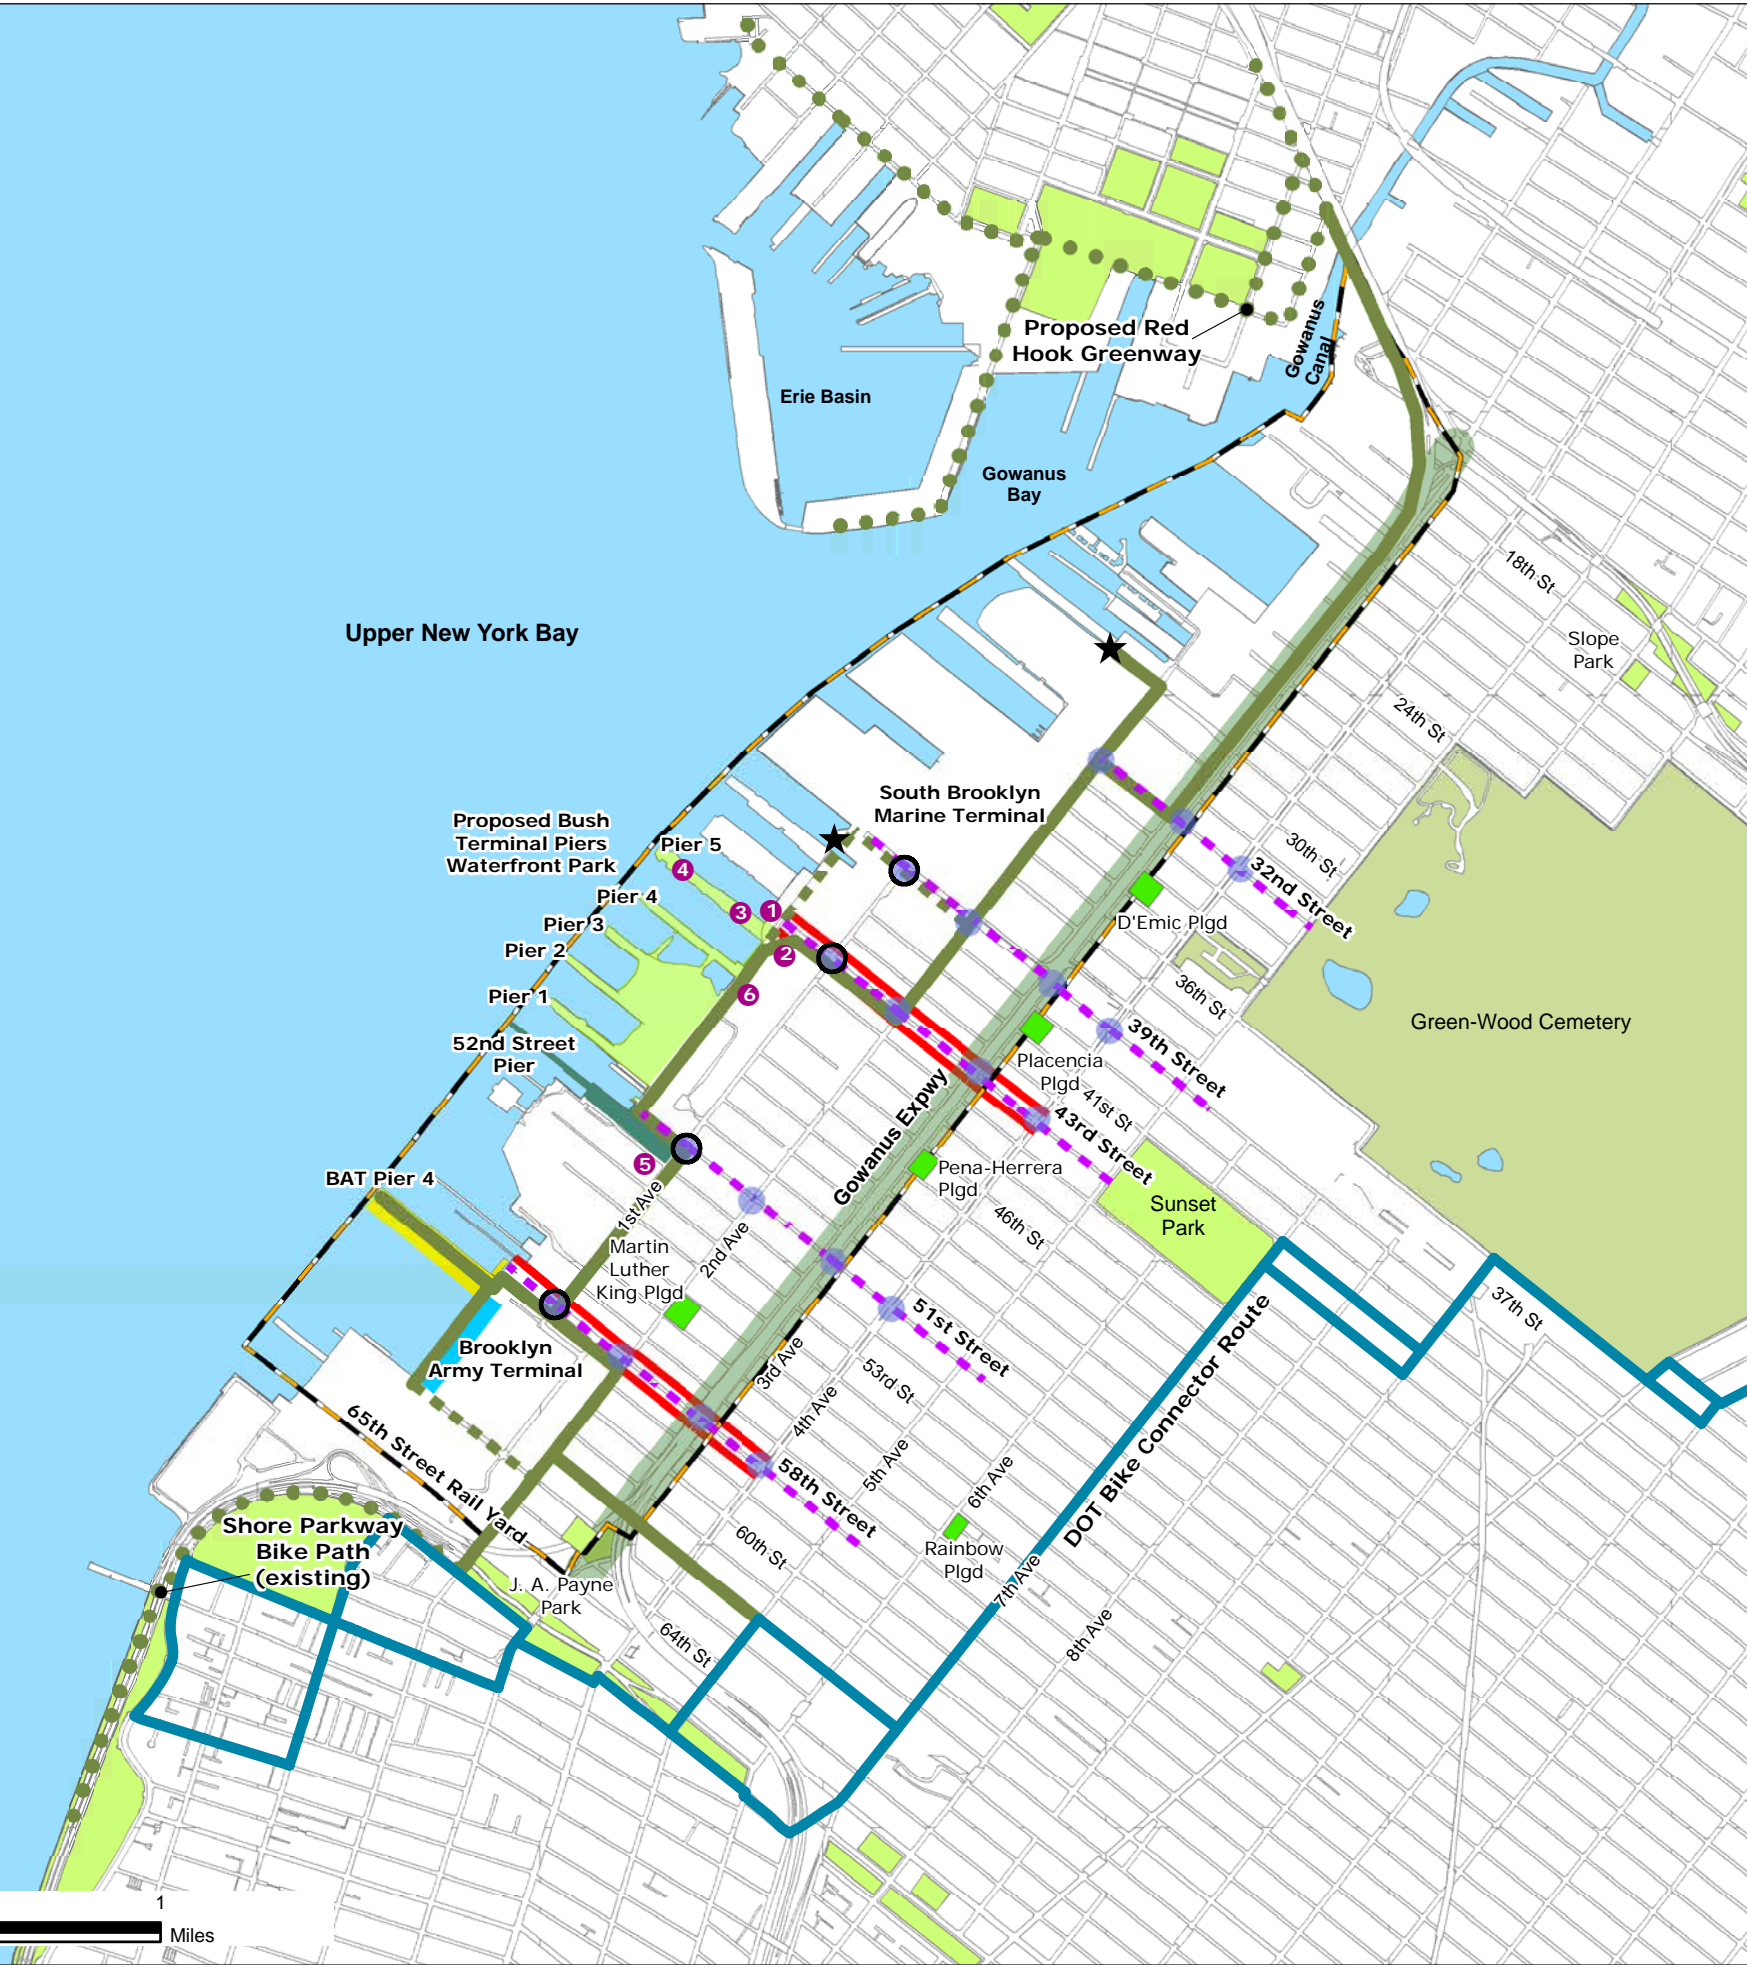 Proposed Red
Hook Greenway
Gowanus
Canal
Erie Basin
Gowanus
Bay
18th St
Upper New York Bay
Slope
Park
24th St
South Brooklyn
Marine Terminal
Proposed Bush
Terminal Piers
Waterfront Park
Pier 5
4
30th St
32nd Street
Pier 4
3
1
D'Emic Plgd
Pier 3
2
Pier 2
6
36th St
Pier 1
39th Street
Green-Wood Cemetery
52nd Street
Pier
Placencia
Plgd
41st St
43rd Street
Gowanus Expwy
5
BAT Pier 4
Pena-Herrera
Plgd
1st Ave
Sunset
Park
46th St
2nd Ave
Martin
Luther
King Plgd
51st Street
37th St
Brooklyn
Army Terminal
3rd Ave
53rd St
4th Ave
DOT Bike Connector Route
65th Street Rail Yard
5th Ave
6th Ave
58th Street
Shore Parkway
Bike Path
(existing)
60th St
Rainbow
Plgd
7th Ave
J. A. Payne
Park
64th St
8th Ave
1
Miles